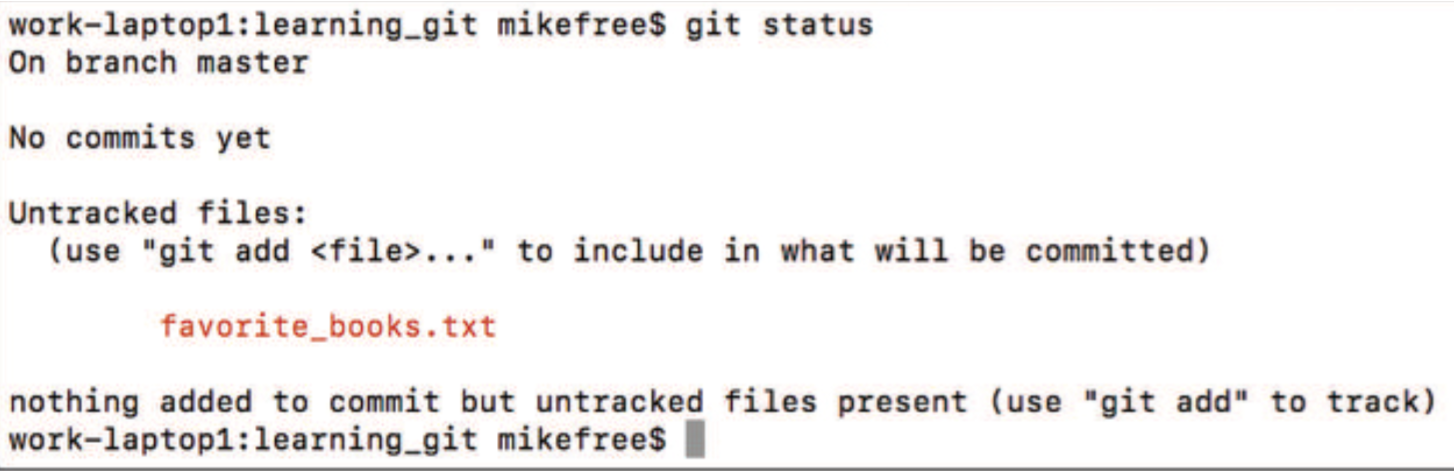 work-laptop1:learning_git mikefree$ git status
On branch master
No commits yet
Untracked files:
(use "git add <file>..." to include in what will be committed)
favorite_books.txt
nothing added to commit but untracked files present (use "git add" to track)
work-laptop1:learning_git mikefree$